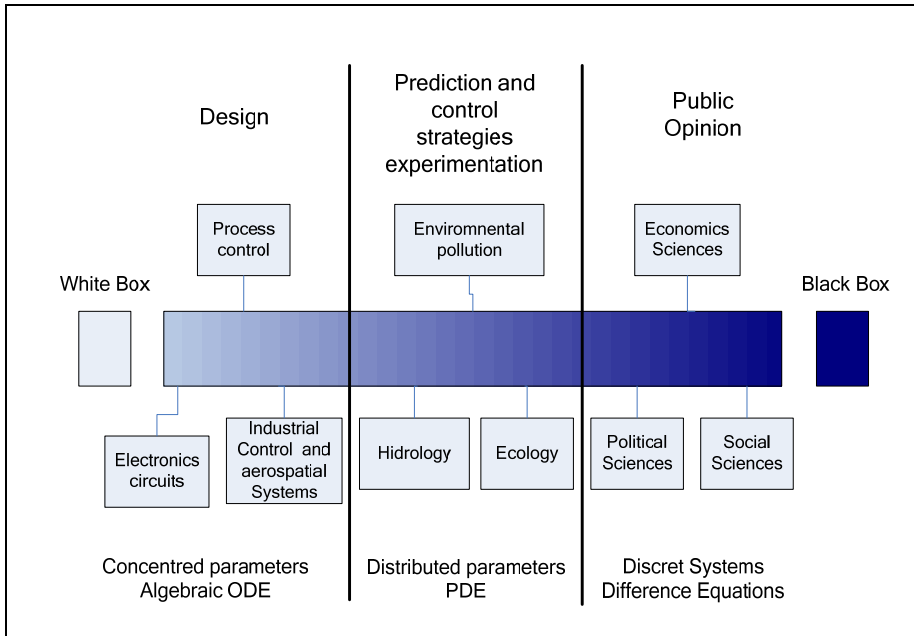 Design
Prediction and
control
strategies
experimentation
Public
Opinion
Process
control
Enviromnental
pollution
Economics
Sciences
White Box
Black Box
Electronics
circuits
Industrial
Control and
aerospatial
Systems
Hidrology
Ecology
Political
Sciences
Social
Sciences
Concentred parameters
Algebraic ODE
Distributed parameters
PDE
Discret Systems
Difference Equations